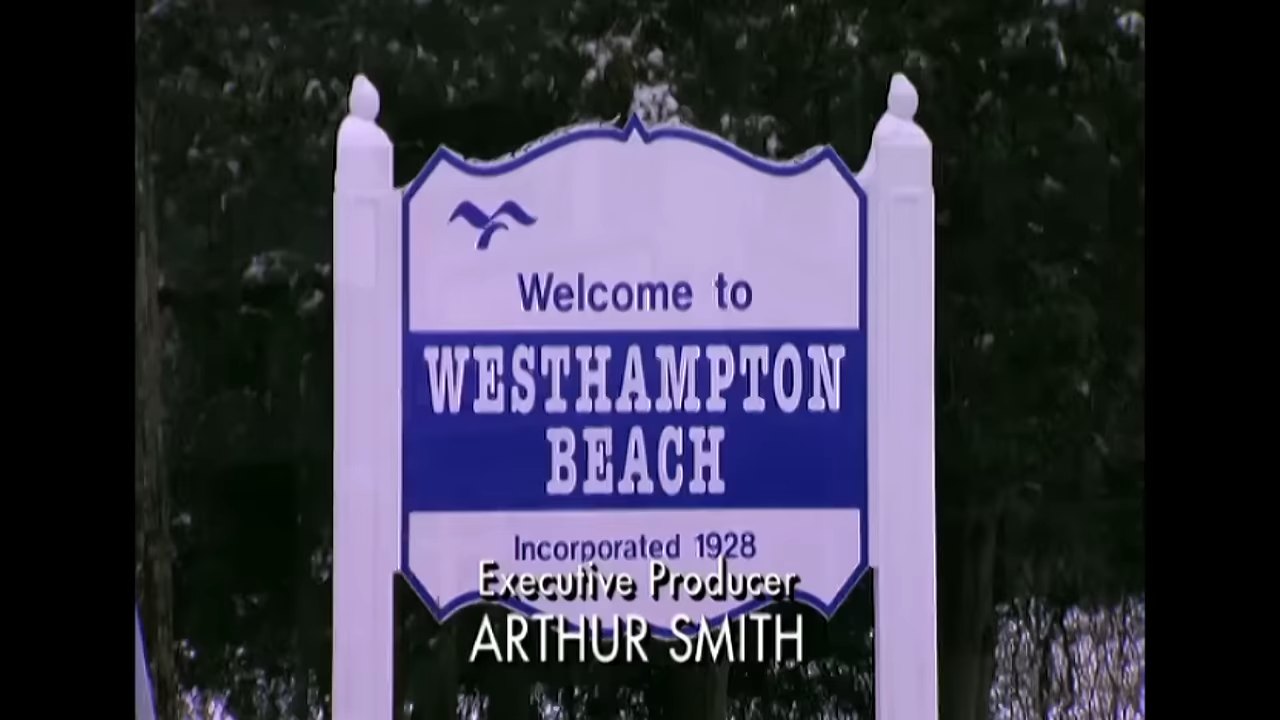 Welcome to
WESTHAMPTON
BEACH
Incorporated 1928
Executive Producer
ARTHUR SMITH